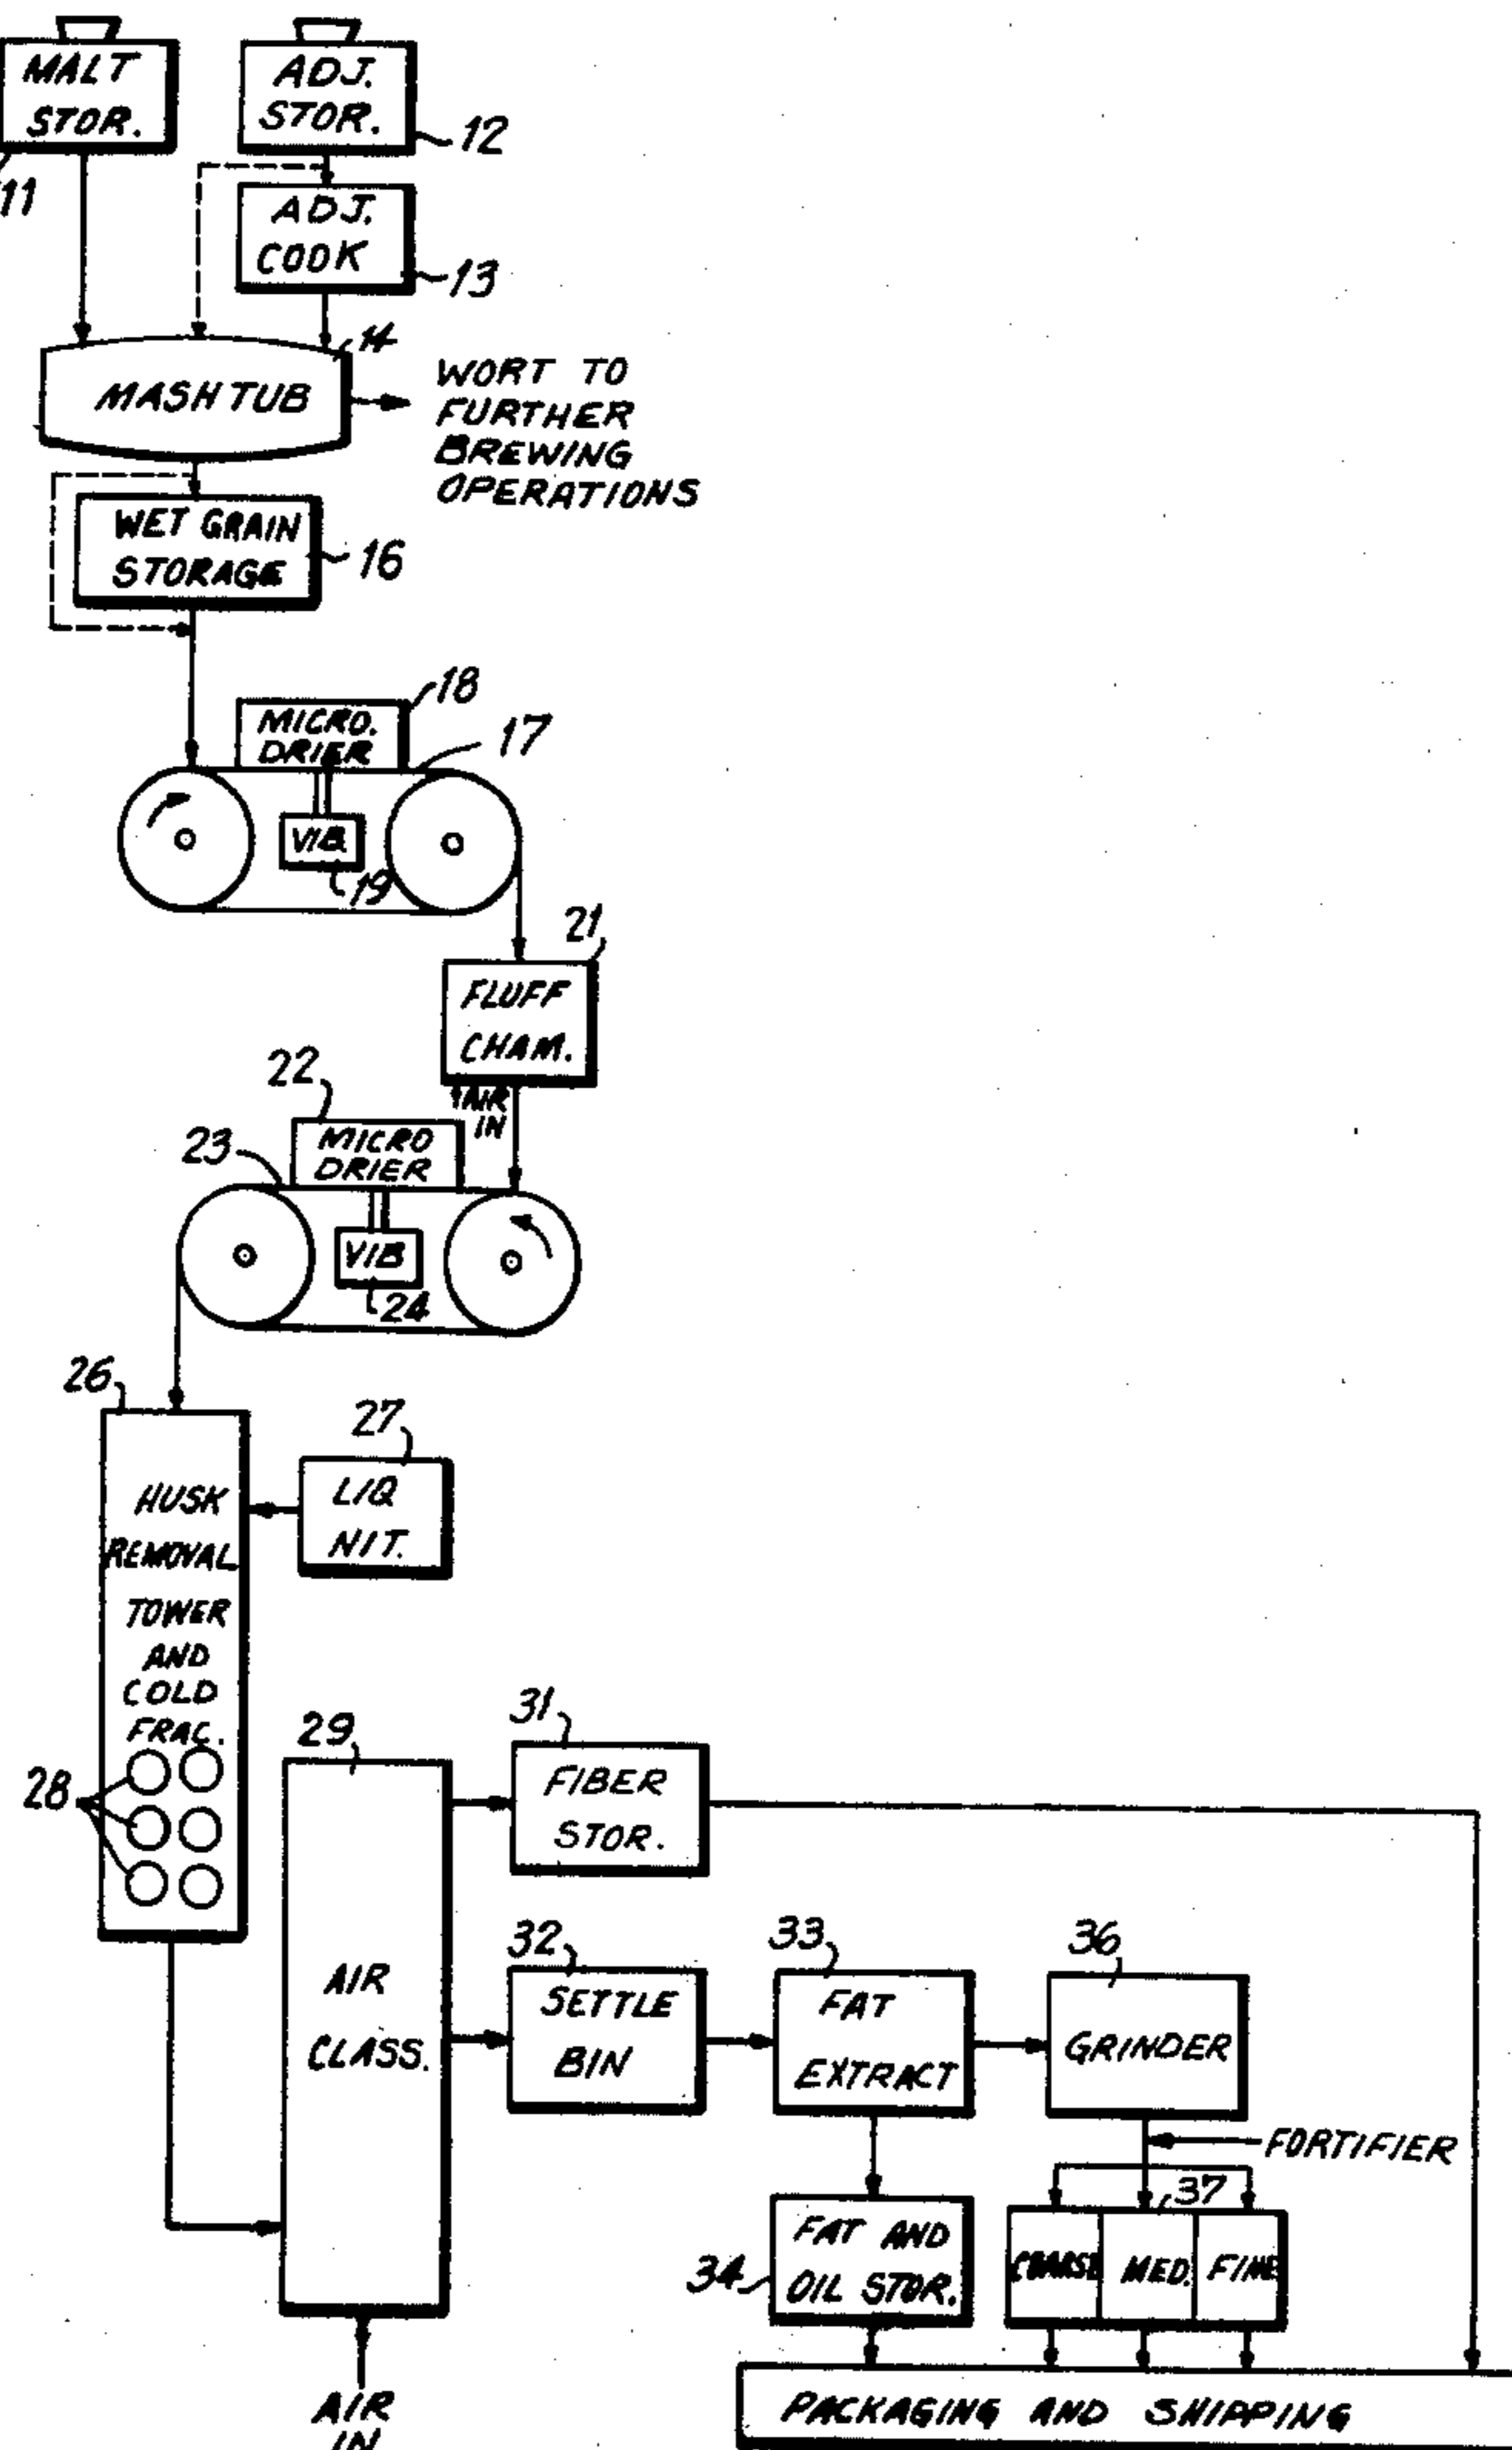 MALT
STOR.
11
ADJ.
STOR.
12
ADJ.
COOK
13
14
MASH TUB
WORT TO
FURTHER
BREWING
OPERATIONS
WET GRAIN
STORAGE
16
18
MICRO.
DRIER
17
VIB
19
21
FLUFF
CHAM.
AIR
IN
22
MICRO
DRIER
23
VIB
24
26
HUSK
REMOVAL
TOWER
AND
COLD
FRAC.
27
LIQ
NIT.
28
29
AIR
CLASS.
31
FIBER
STOR.
32
SETTLE
BIN
33
FAT
EXTRACT
36
GRINDER
FORTIFIER
37
34
FAT AND
OIL STOR.
COARSE
MED.
FINE
AIR
IN
PACKAGING AND SHIPPING